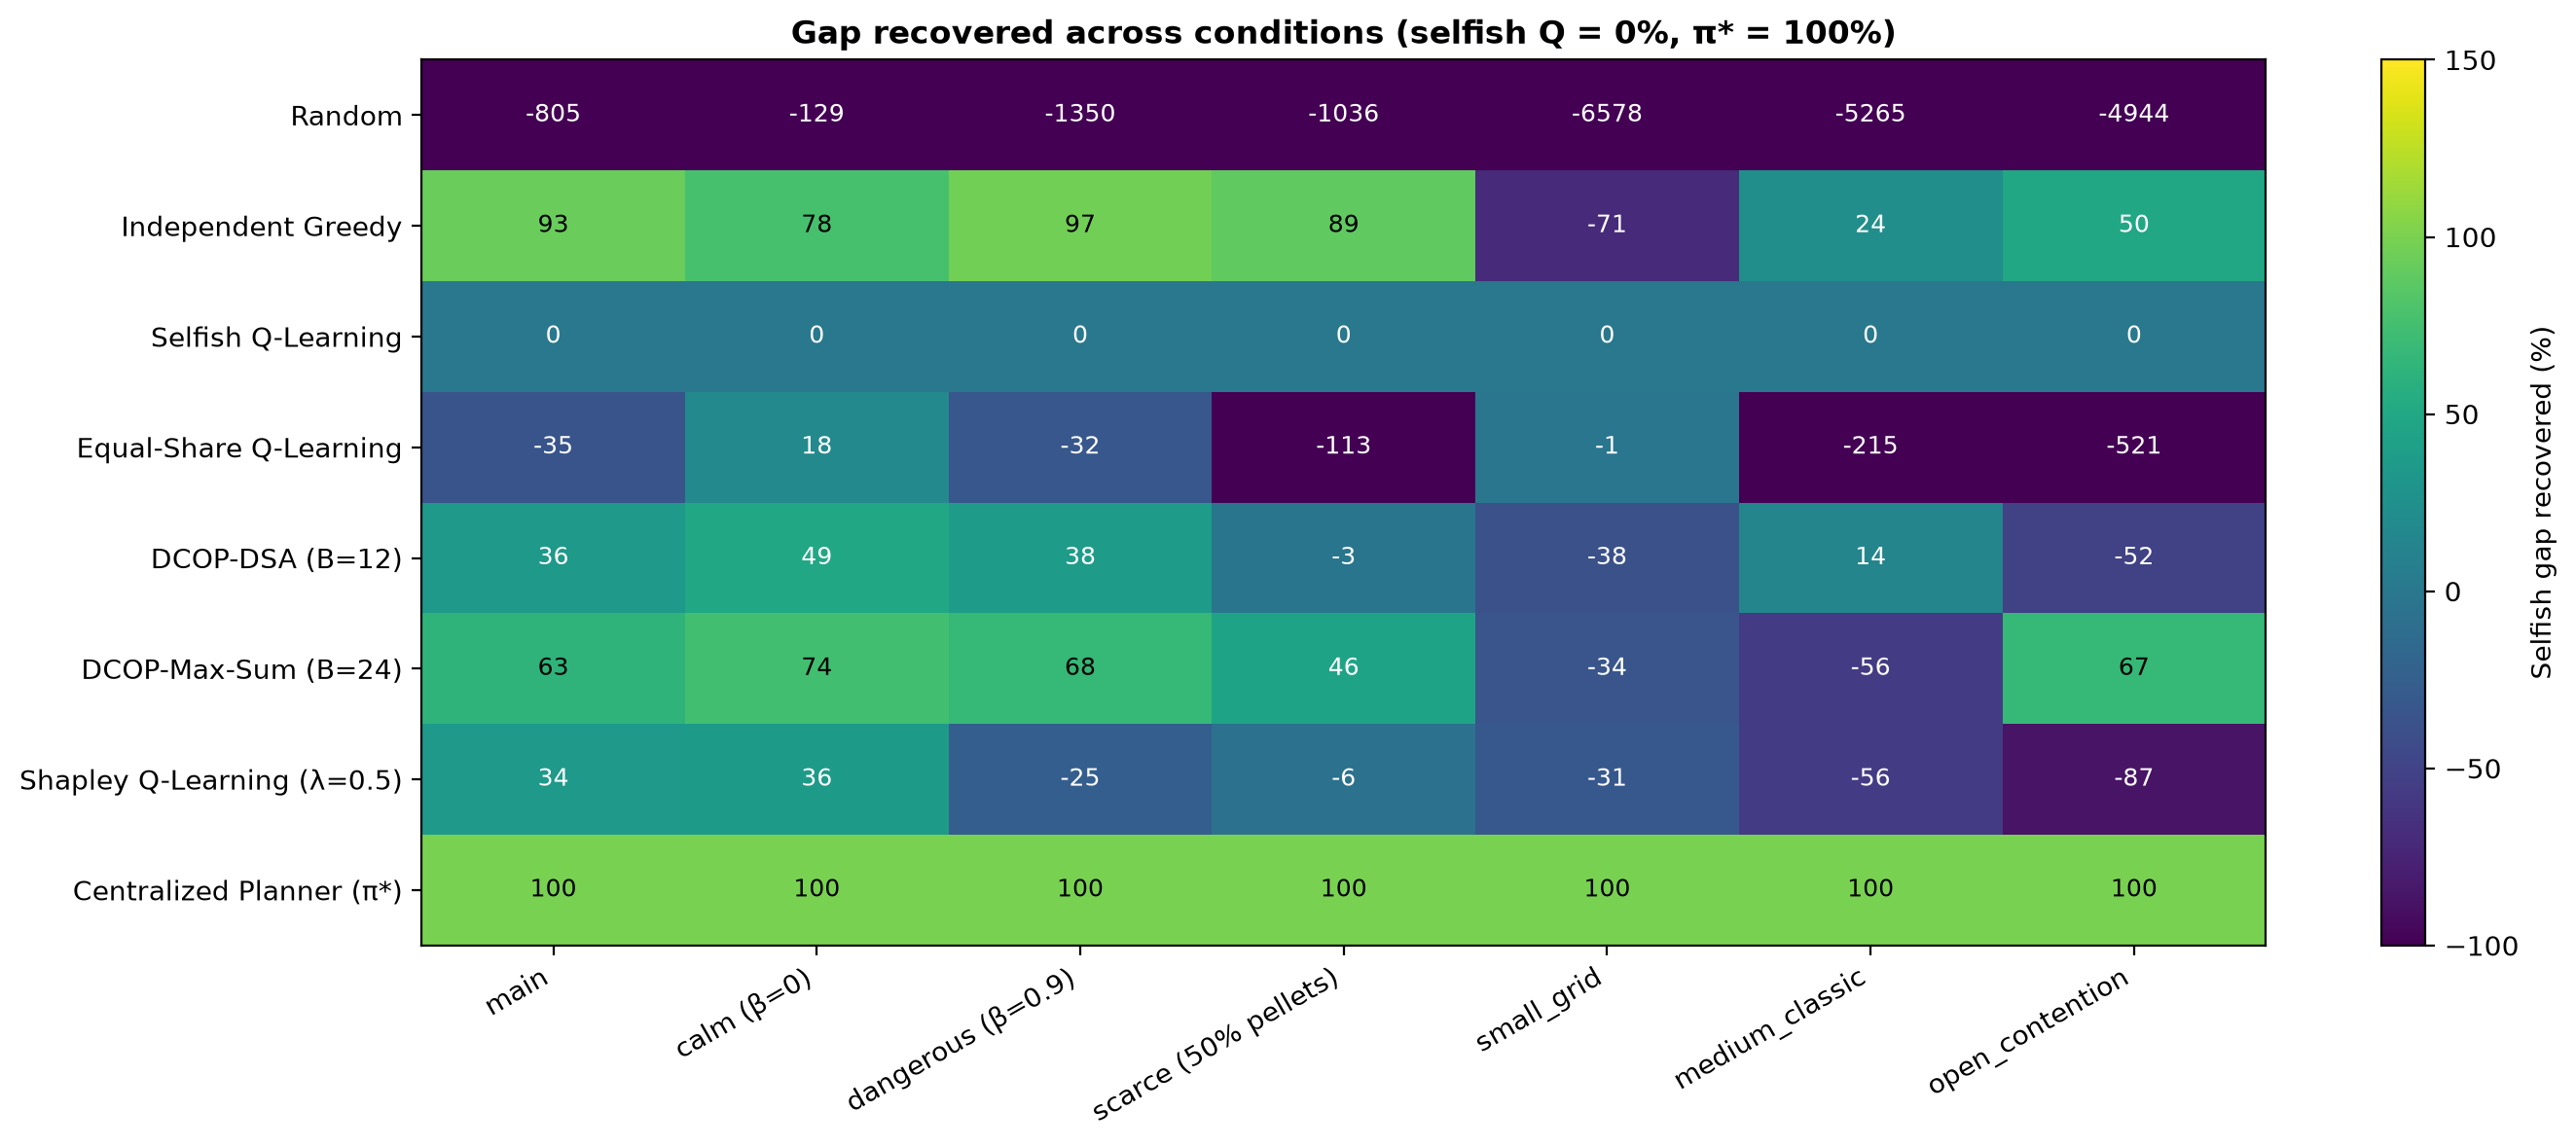 Gap recovered across conditions (selfish Q = 0%, π* = 100%)
Random -805 -129 -1350 -1036 -6578 -5265 -4944
Independent Greedy 93 78 97 89 -71 24 50
Selfish Q-Learning 0 0 0 0 0 0 0
Equal-Share Q-Learning -35 18 -32 -113 -1 -215 -521
DCOP-DSA (B=12) 36 49 38 -3 -38 14 -52
DCOP-Max-Sum (B=24) 63 74 68 46 -34 -56 67
Shapley Q-Learning (λ=0.5) 34 36 -25 -6 -31 -56 -87
Centralized Planner (π*) 100 100 100 100 100 100 100
main
calm (β=0)
dangerous (β=0.9)
scarce (50% pellets)
small_grid
medium_classic
open_contention
150
100
50
0
−50
−100
Selfish gap recovered (%)